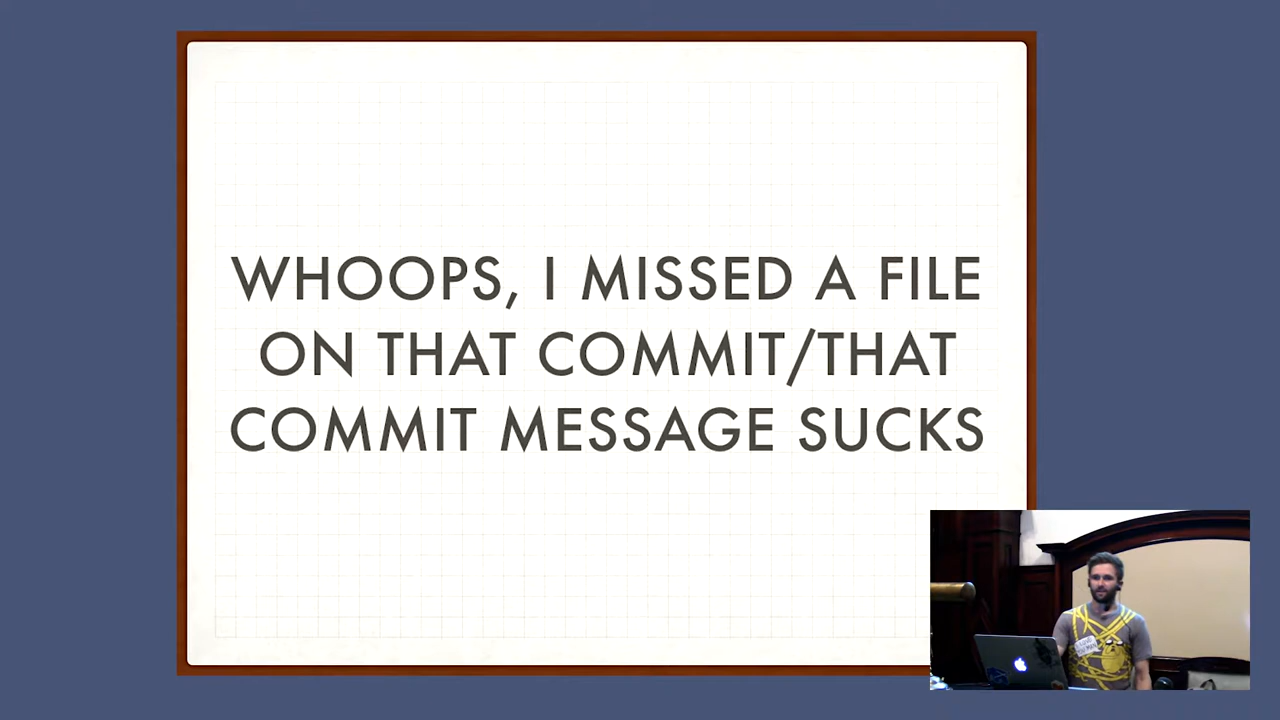 WHOOPS, I MISSED A FILE
ON THAT COMMIT/THAT
COMMIT MESSAGE SUCKS